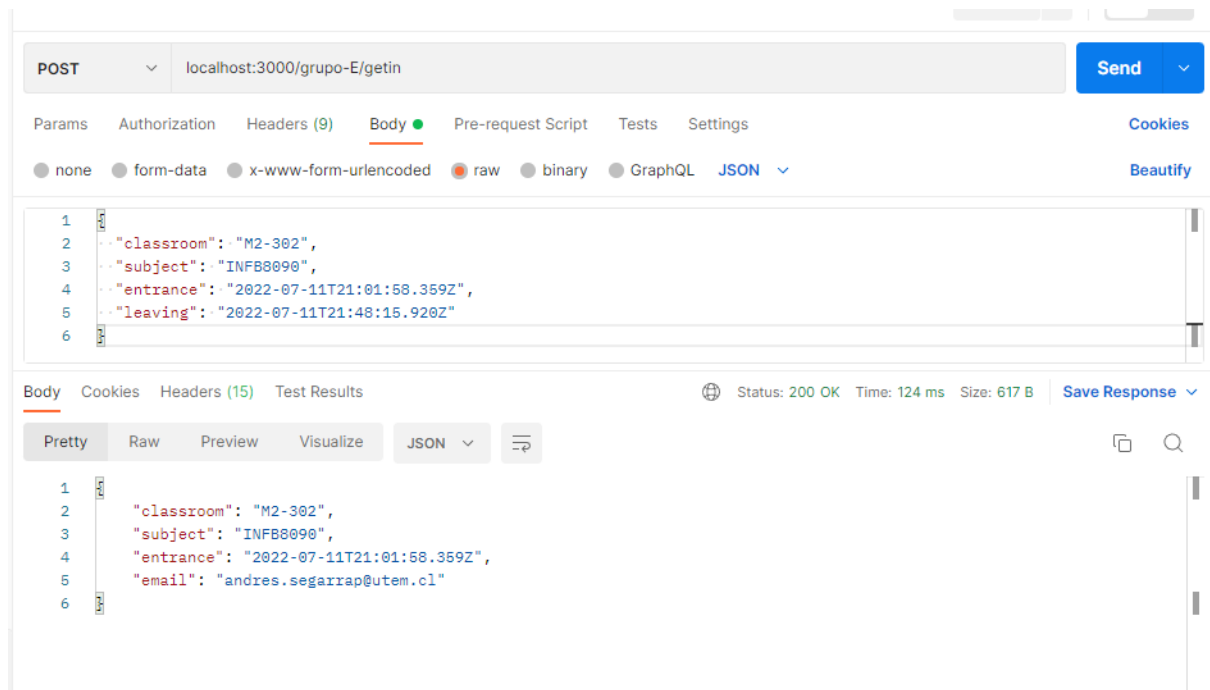 POST localhost:3000/grupo-E/getin Send
Params Authorization Headers (9) Body Pre-request Script Tests Settings Cookies
none form-data x-www-form-urlencoded raw binary GraphQL JSON Beautify
1 {
2 "classroom": "M2-302",
3 "subject": "INFB8090",
4 "entrance": "2022-07-11T21:01:58.359Z",
5 "leaving": "2022-07-11T21:48:15.920Z"
6 }
Body Cookies Headers (15) Test Results Status: 200 OK Time: 124 ms Size: 617 B Save Response
Pretty Raw Preview Visualize JSON
1 {
2 "classroom": "M2-302",
3 "subject": "INFB8090",
4 "entrance": "2022-07-11T21:01:58.359Z",
5 "email": "andres.segarrap@utem.cl"
6 }